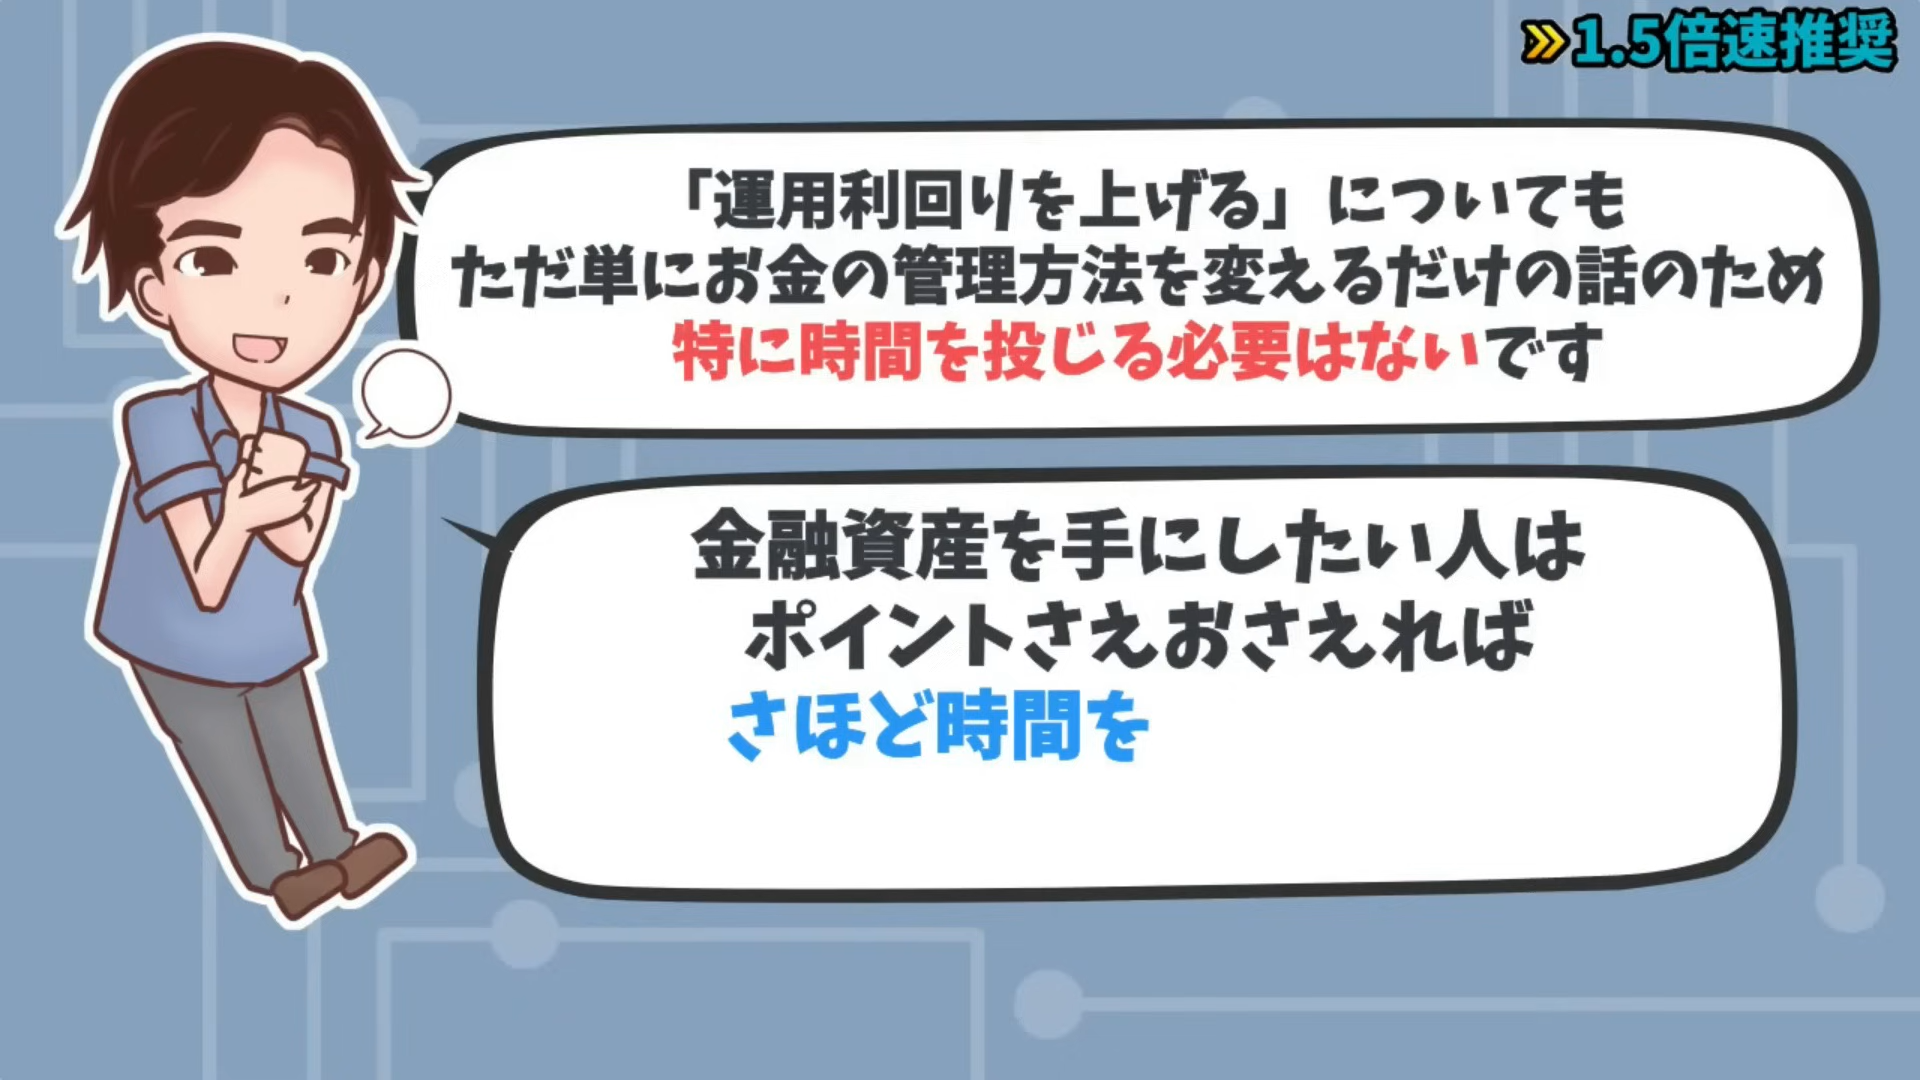 1.5倍速推奨
「運用利回りを上げる」についても
ただ単にお金の管理方法を変えるだけの話のため
特に時間を投じる必要はないです
金融資産を手にしたい人は
ポイントさえおさえれば
さほど時間を